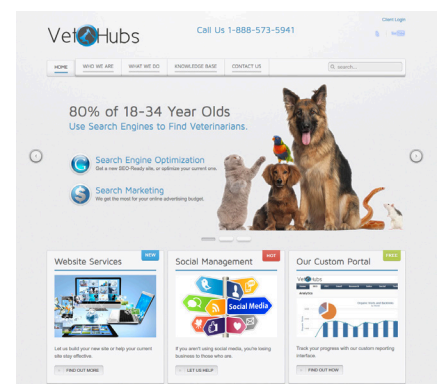 Client Login
Vet Hubs
Call Us 1-888-573-5941
HOME
WHO WE ARE
WHAT WE DO
KNOWLEDGE BASE
CONTACT US
search...
80% of 18-34 Year Olds
Use Search Engines to Find Veterinarians.
Search Engine Optimization
Get a new SEO-Ready site, or optimize your current one.
Search Marketing
We get the most for your online advertising budget.
Website Services
NEW
Social Management
HOT
Our Custom Portal
FREE
Social Media
Let us build your new site or help your current
site stay effective.
FIND OUT MORE
If you aren't using social media, you're losing
business to those who are.
LET US HELP
Track your progress with our custom reporting
interface.
FIND OUT HOW